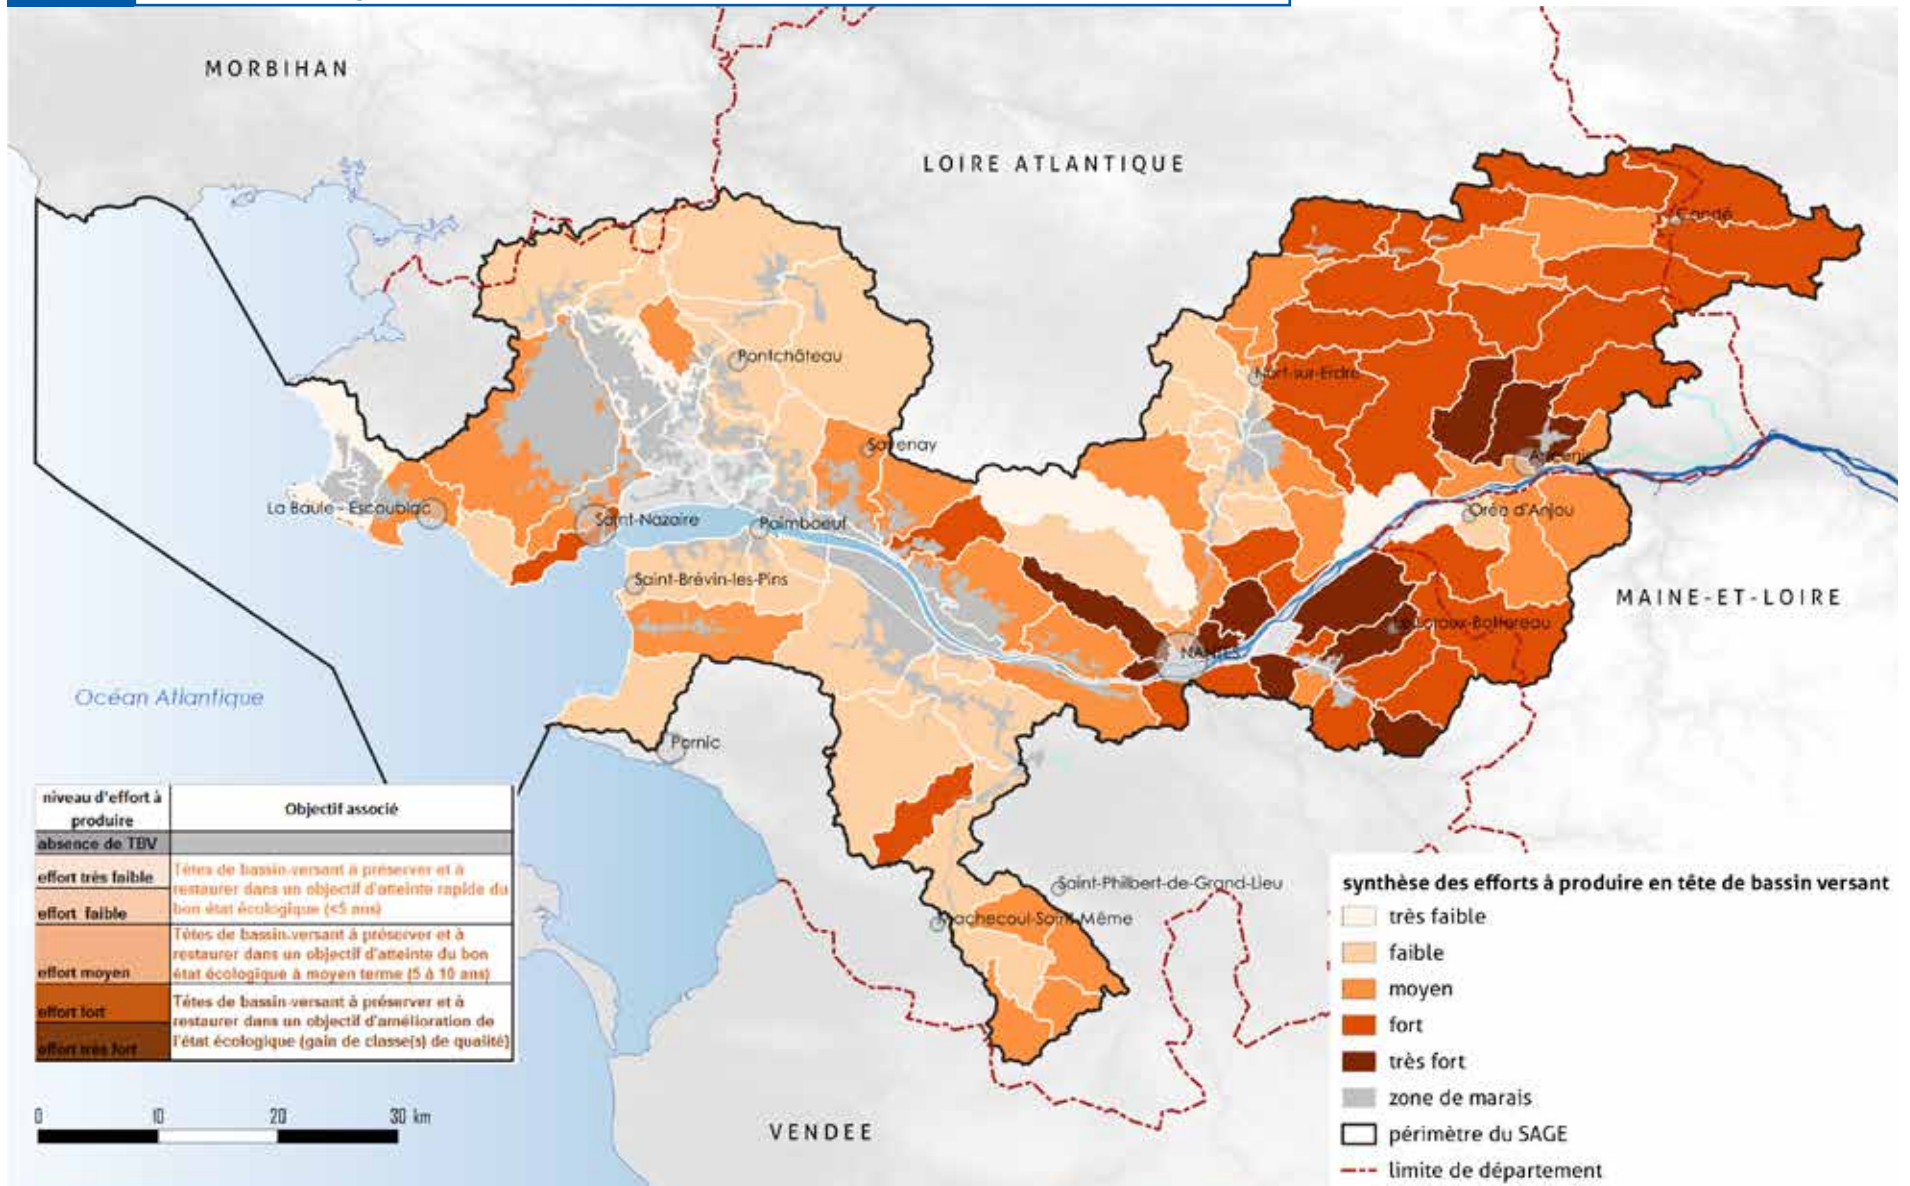 MORBIHAN
LOIRE ATLANTIQUE
Candé
Pontchâteau
Nort-sur-Erdre
Savenay
Ancenis
La Baule - Escoublac
Saint-Nazaire
Paimboeuf
Orée d'Anjou
Saint-Brévin-les-Pins
MAINE-ET-LOIRE
Le Loroux-Bottereau
NANTES
Océan Atlantique
Pornic
Saint-Philbert-de-Grand-Lieu
Machecoul-Saint-Même
VENDEE
niveau d'effort à
produire
Objectif associé
absence de TBV
effort très faible
effort faible
Têtes de bassin-versant à préserver et à
restaurer dans un objectif d'atteinte rapide du
bon état écologique (<5 ans)
effort moyen
Têtes de bassin-versant à préserver et à
restaurer dans un objectif d'atteinte du bon
état écologique à moyen terme (5 à 10 ans)
effort fort
effort très fort
Têtes de bassin-versant à préserver et à
restaurer dans un objectif d'amélioration de
l'état écologique (gain de classe(s) de qualité)
0 10 20 30 km
synthèse des efforts à produire en tête de bassin versant
très faible
faible
moyen
fort
très fort
zone de marais
périmètre du SAGE
limite de département